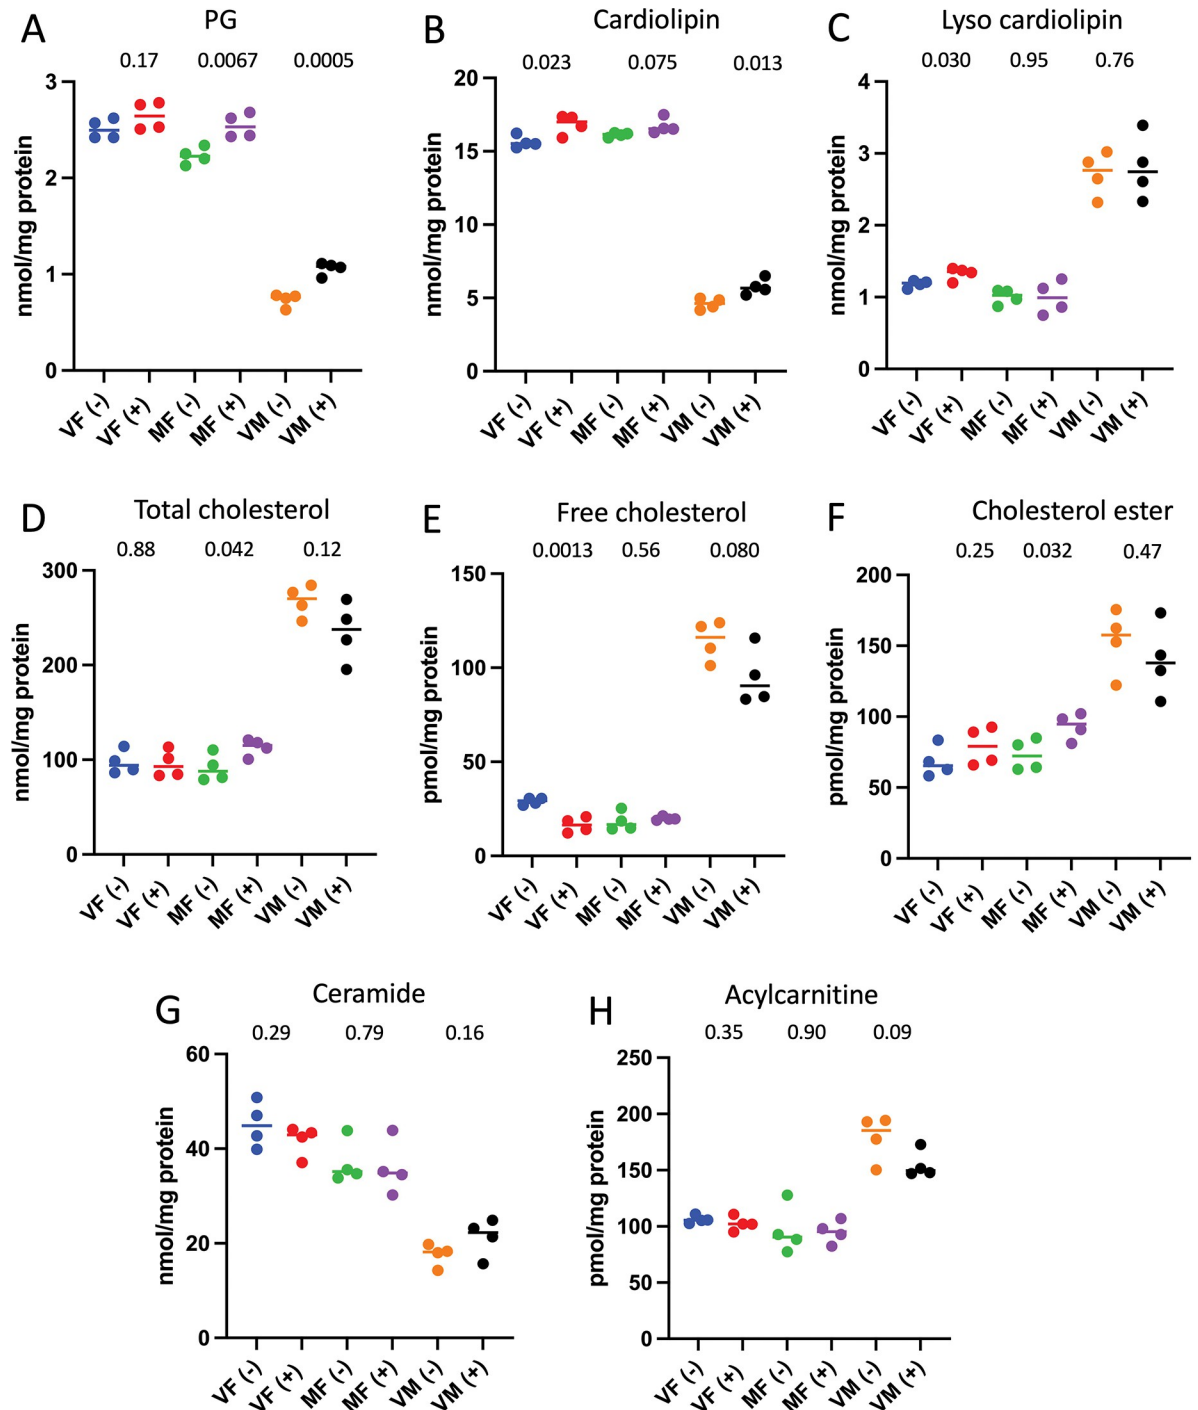 A
PG
0.17 0.0067 0.0005
nmol/mg protein
3
2
1
0
VF (-) VF (+) MF (-) MF (+) VM (-) VM (+)
B
Cardiolipin
0.023 0.075 0.013
nmol/mg protein
20
15
10
5
0
VF (-) VF (+) MF (-) MF (+) VM (-) VM (+)
C
Lyso cardiolipin
0.030 0.95 0.76
nmol/mg protein
4
3
2
1
0
VF (-) VF (+) MF (-) MF (+) VM (-) VM (+)
D
Total cholesterol
0.88 0.042 0.12
nmol/mg protein
300
200
100
0
VF (-) VF (+) MF (-) MF (+) VM (-) VM (+)
E
Free cholesterol
0.0013 0.56 0.080
pmol/mg protein
150
100
50
0
VF (-) VF (+) MF (-) MF (+) VM (-) VM (+)
F
Cholesterol ester
0.25 0.032 0.47
pmol/mg protein
200
150
100
50
0
VF (-) VF (+) MF (-) MF (+) VM (-) VM (+)
G
Ceramide
0.29 0.79 0.16
nmol/mg protein
60
40
20
0
VF (-) VF (+) MF (-) MF (+) VM (-) VM (+)
H
Acylcarnitine
0.35 0.90 0.09
pmol/mg protein
250
200
150
100
50
0
VF (-) VF (+) MF (-) MF (+) VM (-) VM (+)